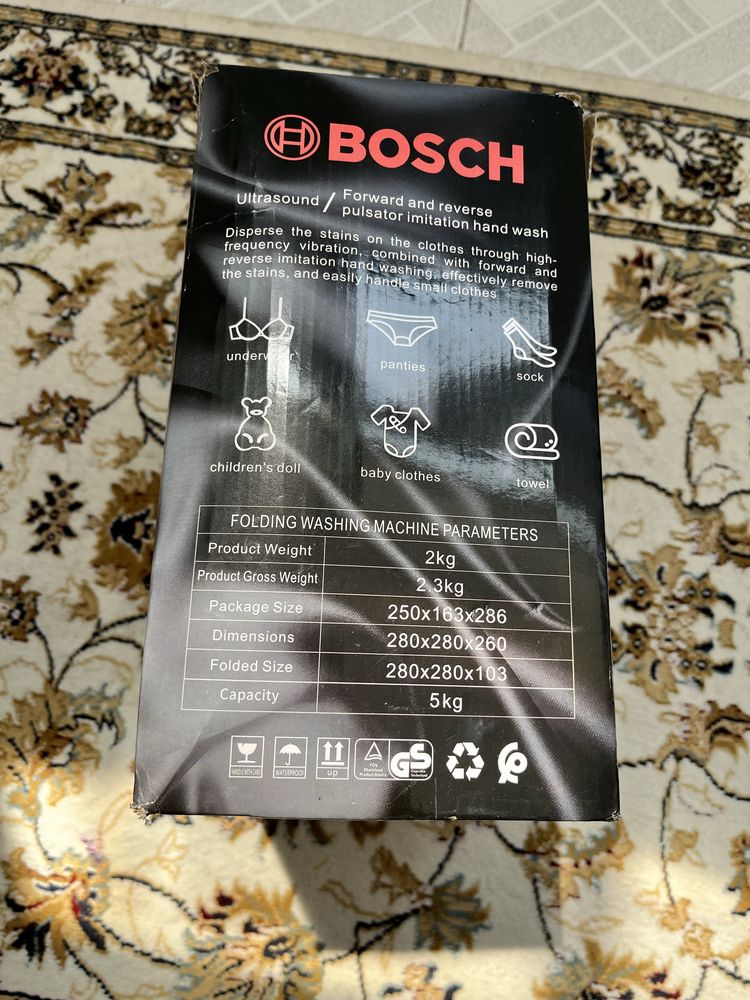 BOSCH
Ultrasound / Forward and reverse
pulsator imitation hand wash
Disperse the stains on the clothes through high-
frequency vibration, combined with forward and
reverse imitation hand washing, effectively remove
the stains, and easily handle small clothes
underwear panties sock
children's doll baby clothes towel
FOLDING WASHING MACHINE PARAMETERS
Product Weight 2kg
Product Gross Weight 2.3kg
Package Size 250x163x286
Dimensions 280x280x260
Folded Size 280x280x103
Capacity 5kg
HANDLE WITH CARE WATERPROOF up GS